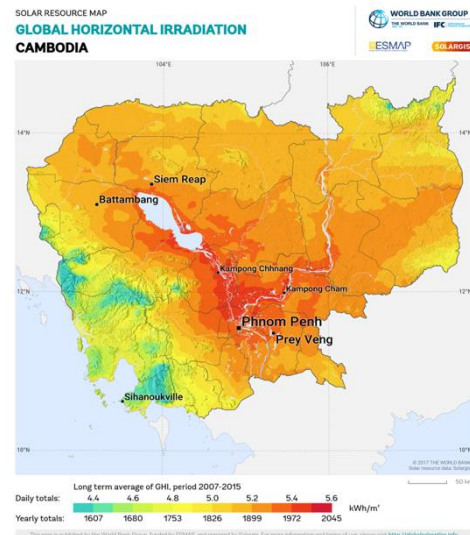 SOLAR RESOURCE MAP
GLOBAL HORIZONTAL IRRADIATION
CAMBODIA
WORLD BANK GROUP
THE WORLD BANK IFC
ESMAP
SOLARGIS
104°E
106°E
14°N
14°N
Siem Reap
Battambang
Kampong Chhnang
12°N
Kampong Cham
12°N
Phnom Penh
Prey Veng
Sihanoukville
10°N
10°N
© 2017 THE WORLD BANK
Solar resource data: Solargis
50 km
Long term average of GHI, period 2007-2015
Daily totals: 4.4 4.6 4.8 5.0 5.2 5.4 5.6
kWh/m²
Yearly totals: 1607 1680 1753 1826 1899 1972 2045